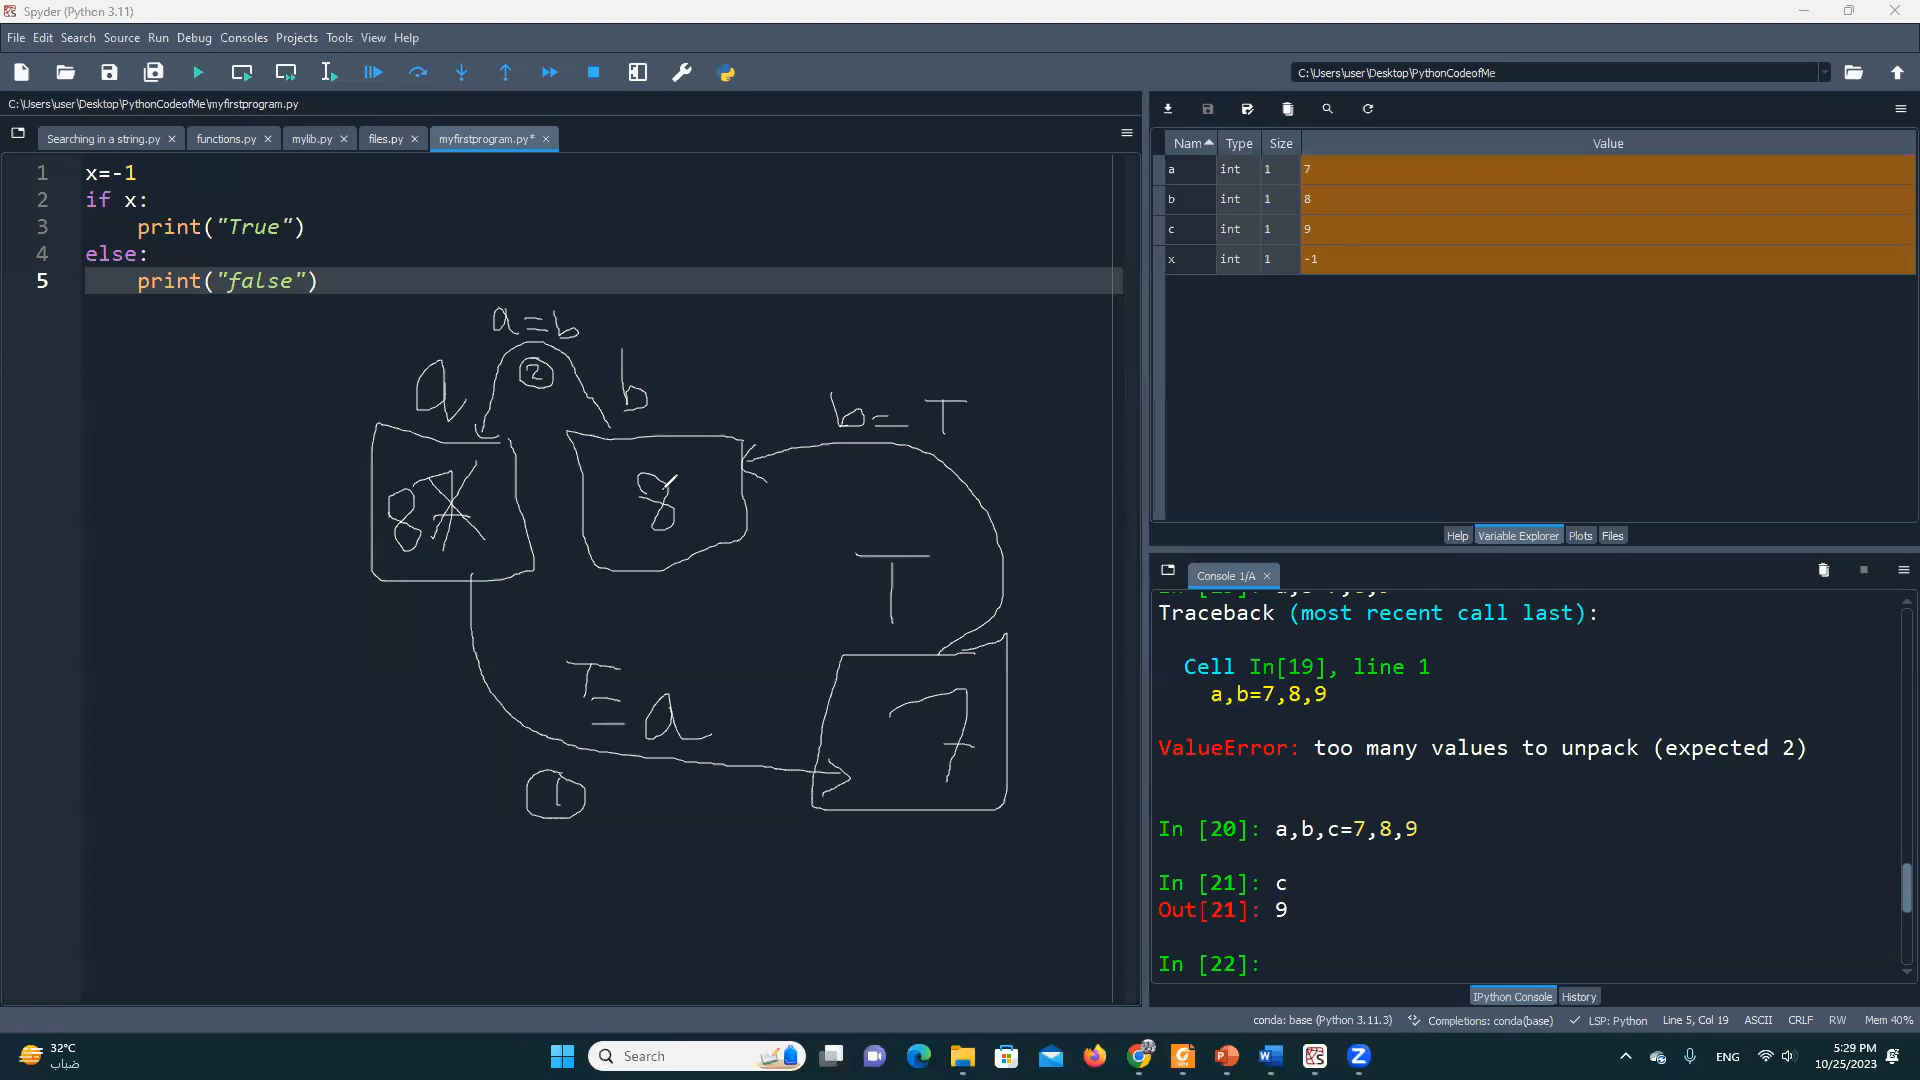 Spyder (Python 3.11)
File Edit Search Source Run Debug Consoles Projects Tools View Help
C:\Users\user\Desktop\PythonCodeofMe
C:\Users\user\Desktop\PythonCodeofMe\myfirstprogram.py
Searching in a string.py functions.py mylib.py files.py myfirstprogram.py*
1 x=-1
2 if x:
3 print("True")
4 else:
5 print("false")
a=b
2
a
b
b= T
87
8
T
T = a
7
1
Nam Type Size Value
a int 1 7
b int 1 8
c int 1 9
x int 1 -1
Help Variable Explorer Plots Files
Console 1/A
Traceback (most recent call last):
Cell In[19], line 1
a,b=7,8,9
ValueError: too many values to unpack (expected 2)
In [20]: a,b,c=7,8,9
In [21]: c
Out[21]: 9
In [22]:
IPython Console History
conda: base (Python 3.11.3) Completions: conda(base) LSP: Python Line 5, Col 19 ASCII CRLF RW Mem 40%
32°C
ضباب
Search
ENG
5:29 PM
10/25/2023